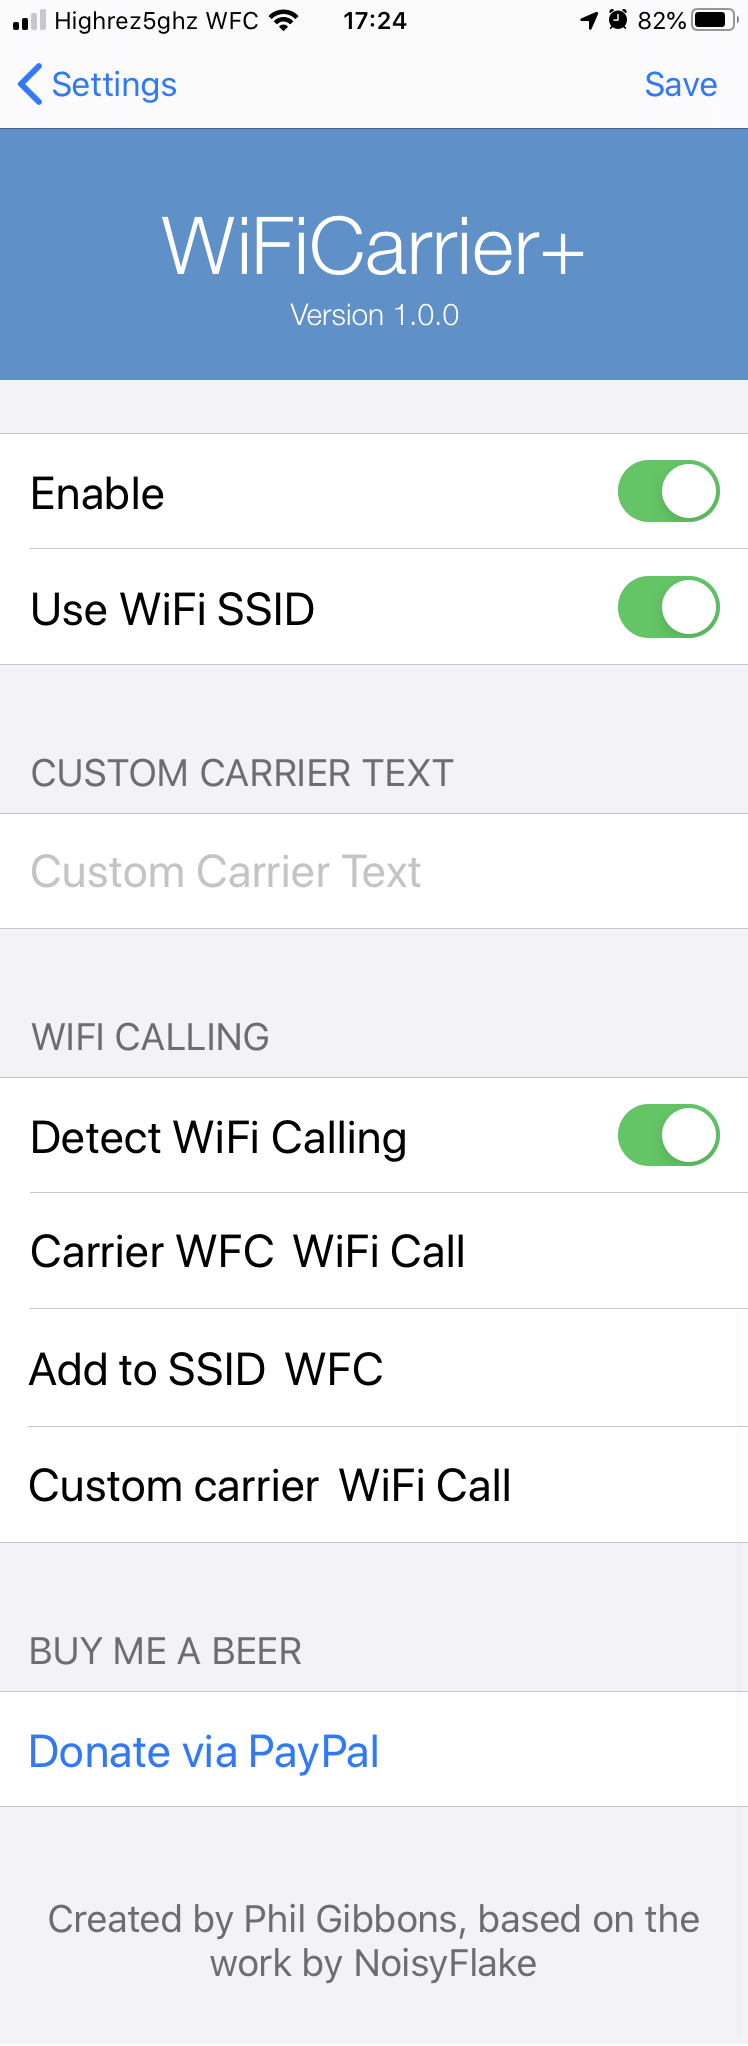 Highrez5ghz WFC 17:24 82%
Settings Save
WiFiCarrier+
Version 1.0.0
Enable
Use WiFi SSID
CUSTOM CARRIER TEXT
Custom Carrier Text
WIFI CALLING
Detect WiFi Calling
Carrier WFC WiFi Call
Add to SSID WFC
Custom carrier WiFi Call
BUY ME A BEER
Donate via PayPal
Created by Phil Gibbons, based on the
work by NoisyFlake